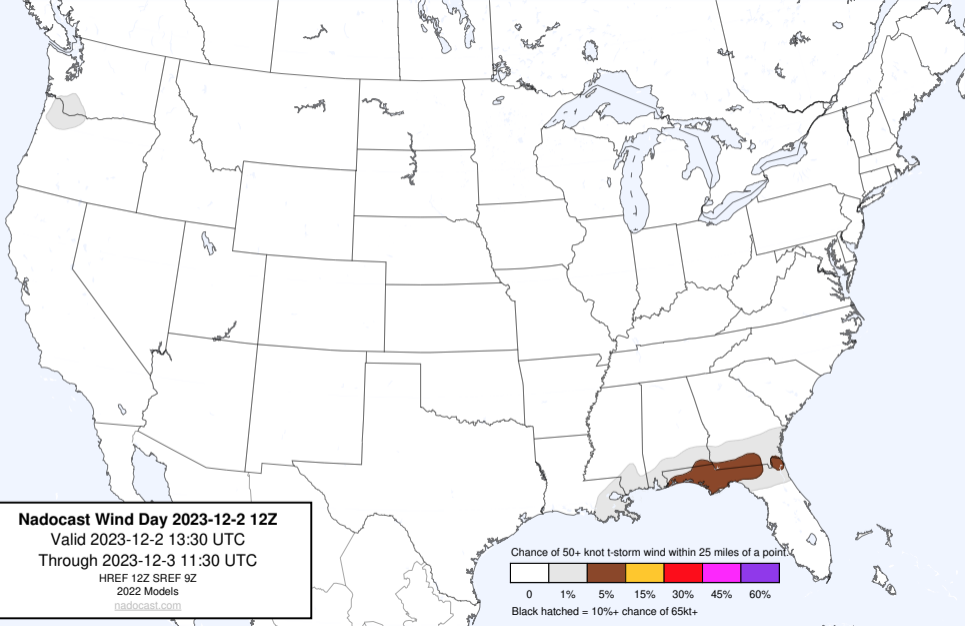 Nadocast Wind Day 2023-12-2 12Z
Valid 2023-12-2 13:30 UTC
Through 2023-12-3 11:30 UTC
HREF 12Z SREF 9Z
2022 Models
nadocast.com
Chance of 50+ knot t-storm wind within 25 miles of a point.
0 1% 5% 15% 30% 45% 60%
Black hatched = 10%+ chance of 65kt+